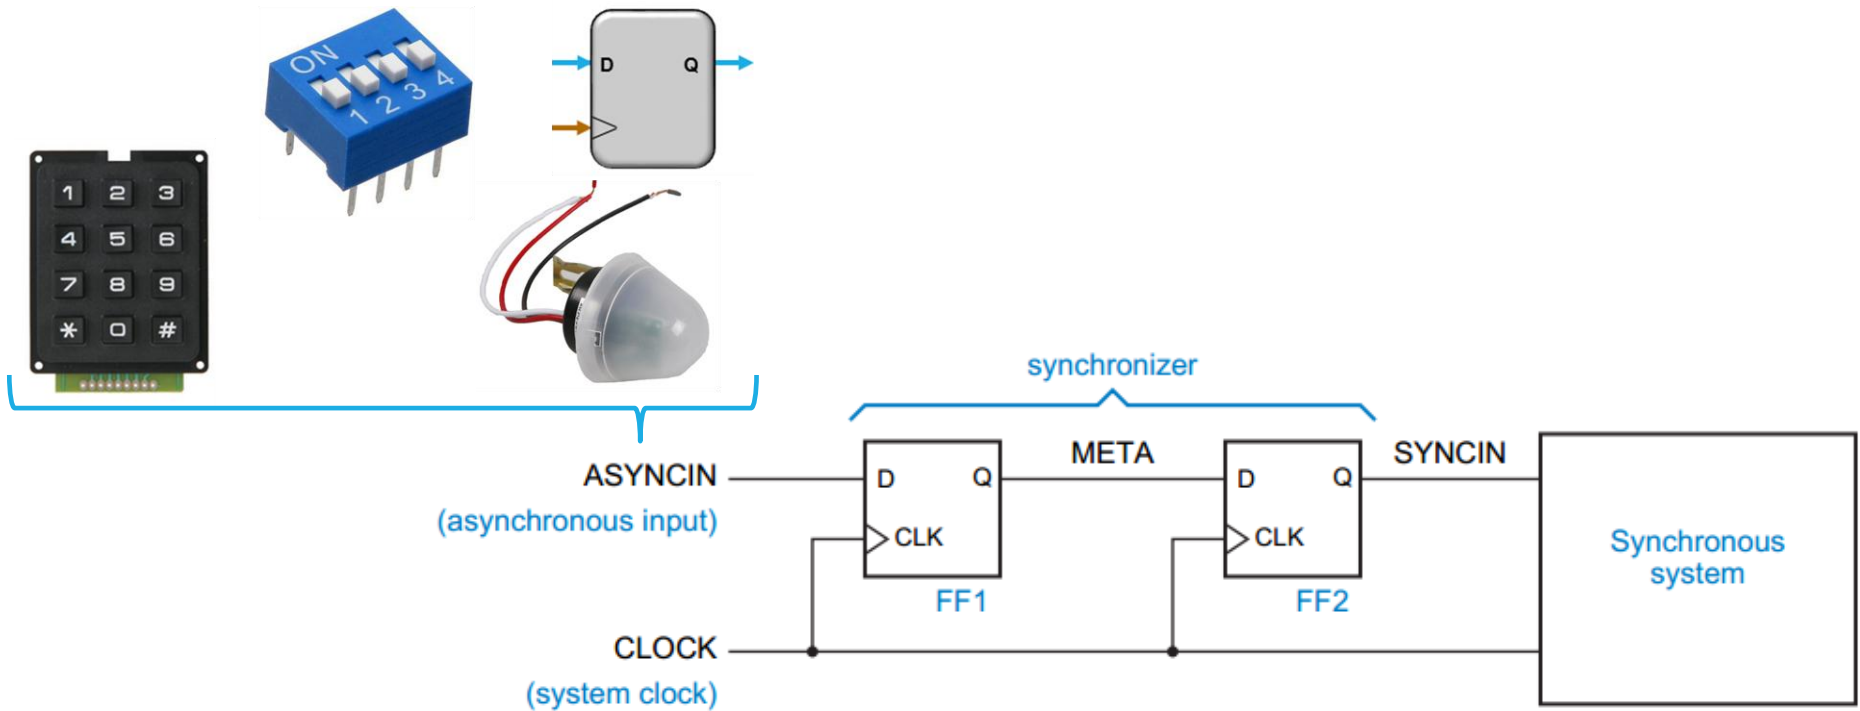 ON
1 2 3 4
D Q
1 2 3
4 5 6
7 8 9
* 0 #
synchronizer
ASYNCIN
(asynchronous input)
D Q
CLK
FF1
META
D Q
CLK
FF2
SYNCIN
Synchronous
system
CLOCK
(system clock)